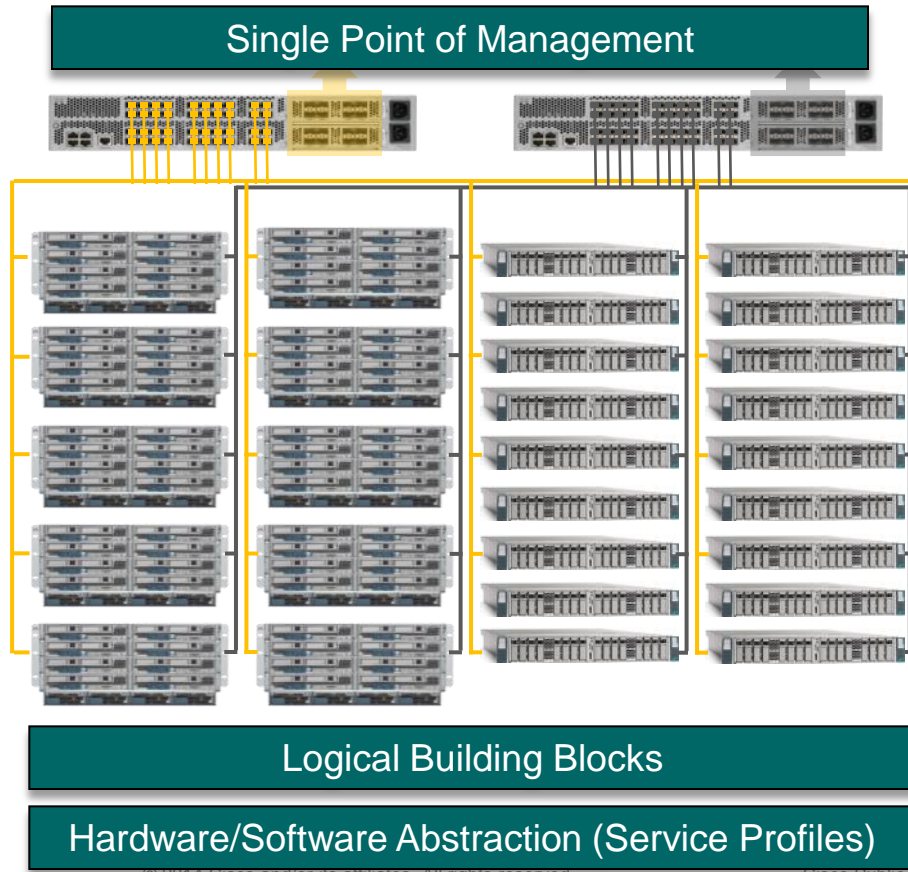 Single Point of Management
Logical Building Blocks
Hardware/Software Abstraction (Service Profiles)